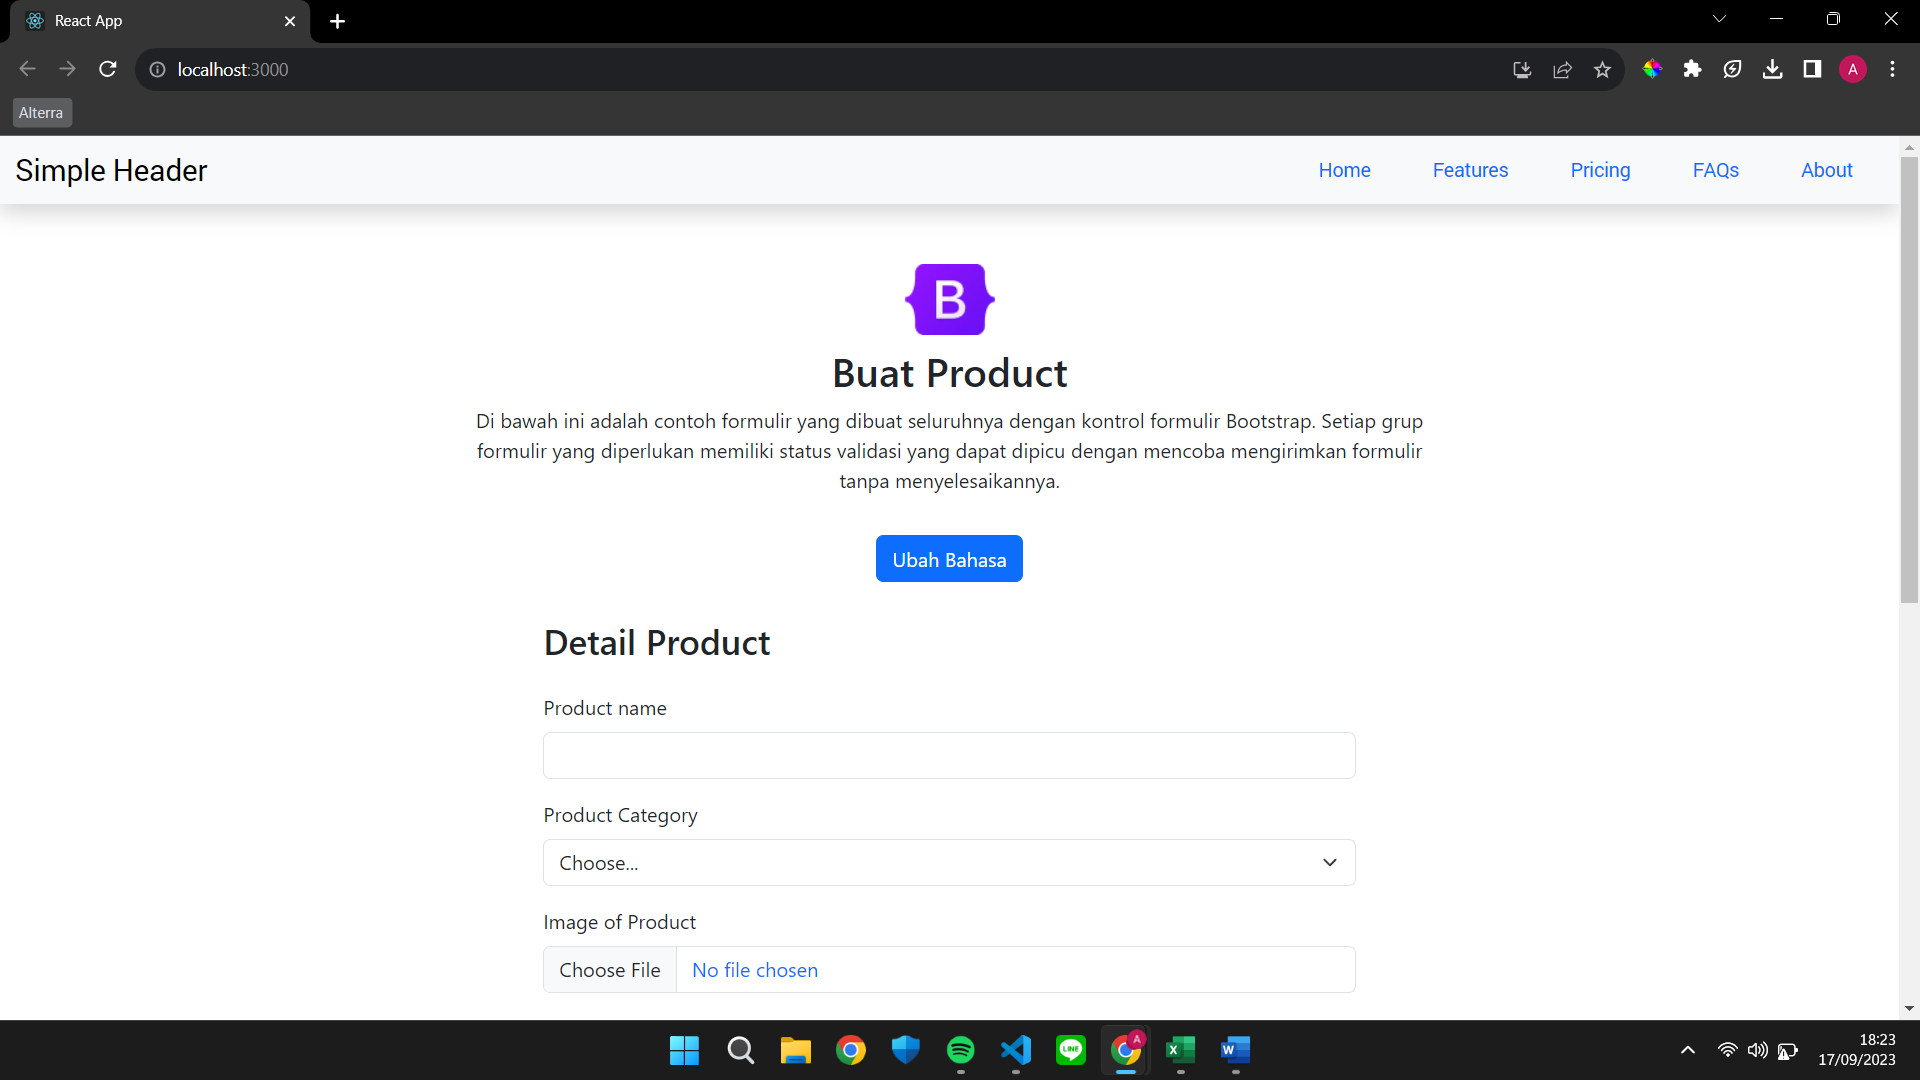 React App
localhost:3000
A
Alterra
Simple Header
Home
Features
Pricing
FAQs
About
B
Buat Product
Di bawah ini adalah contoh formulir yang dibuat seluruhnya dengan kontrol formulir Bootstrap. Setiap grup
formulir yang diperlukan memiliki status validasi yang dapat dipicu dengan mencoba mengirimkan formulir
tanpa menyelesaikannya.
Ubah Bahasa
Detail Product
Product name
Product Category
Choose...
Image of Product
Choose File
No file chosen
LINE
A
X
W
18:23
17/09/2023